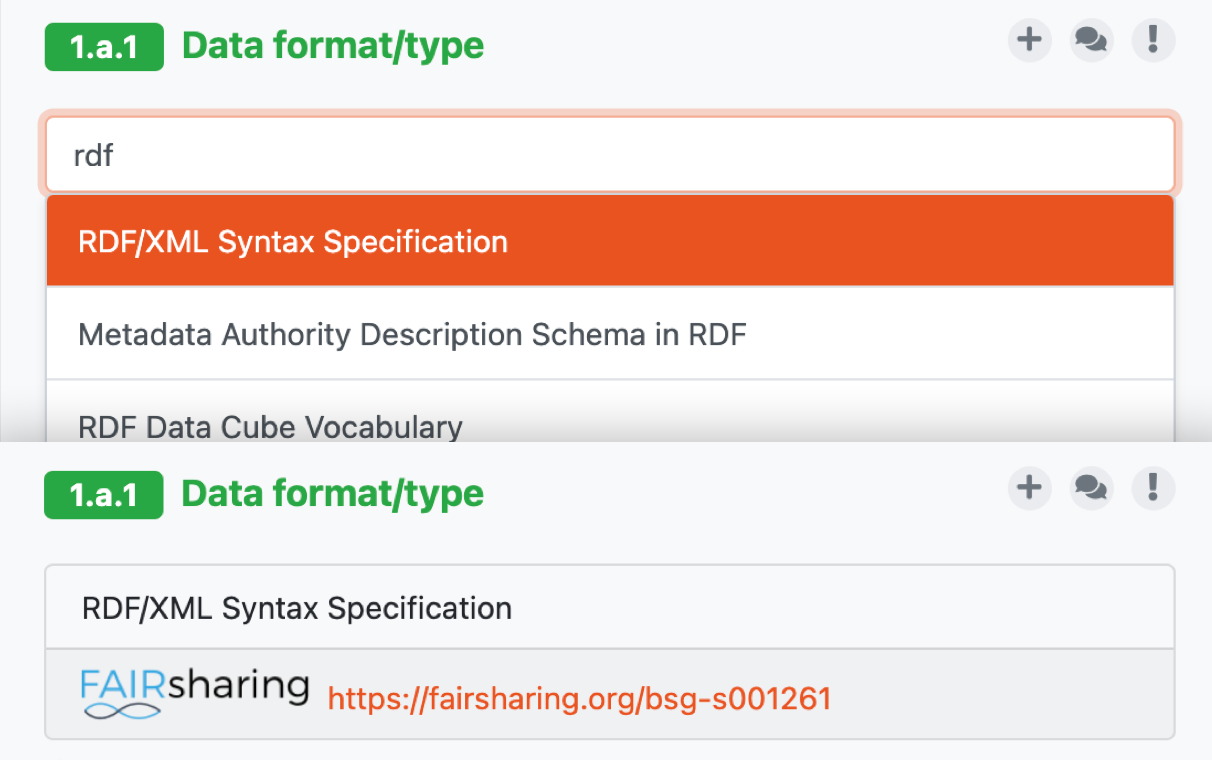 1.a.1 Data format/type
rdf
RDF/XML Syntax Specification
Metadata Authority Description Schema in RDF
RDF Data Cube Vocabulary
1.a.1 Data format/type
RDF/XML Syntax Specification
FAIRsharing https://fairsharing.org/bsg-s001261